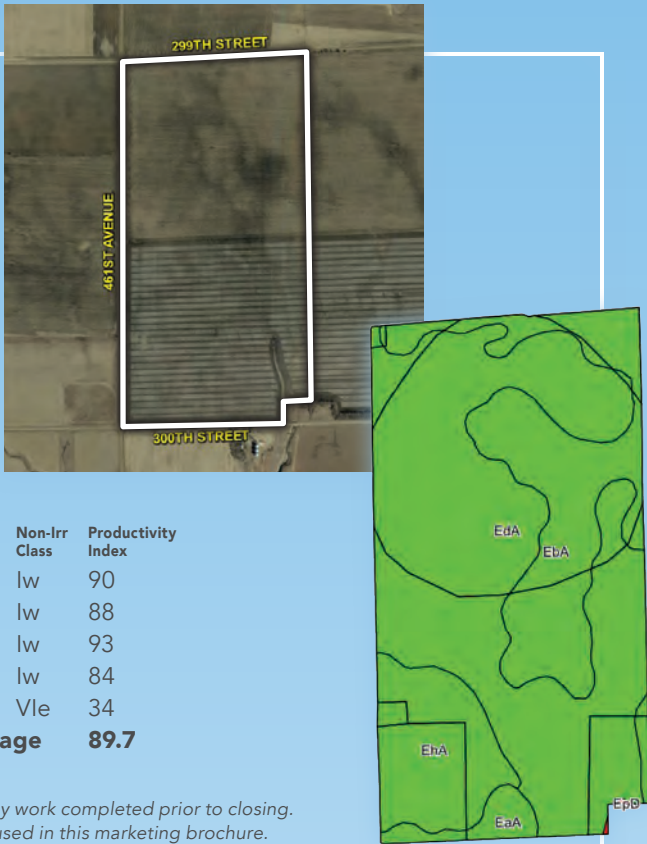 299TH STREET
461ST AVENUE
300TH STREET
Non-Irr Productivity
Class Index
Iw 90
Iw 88
Iw 93
Iw 84
VIe 34
age 89.7
y work completed prior to closing.
used in this marketing brochure.
EdA
EbA
EhA
EpD
EaA